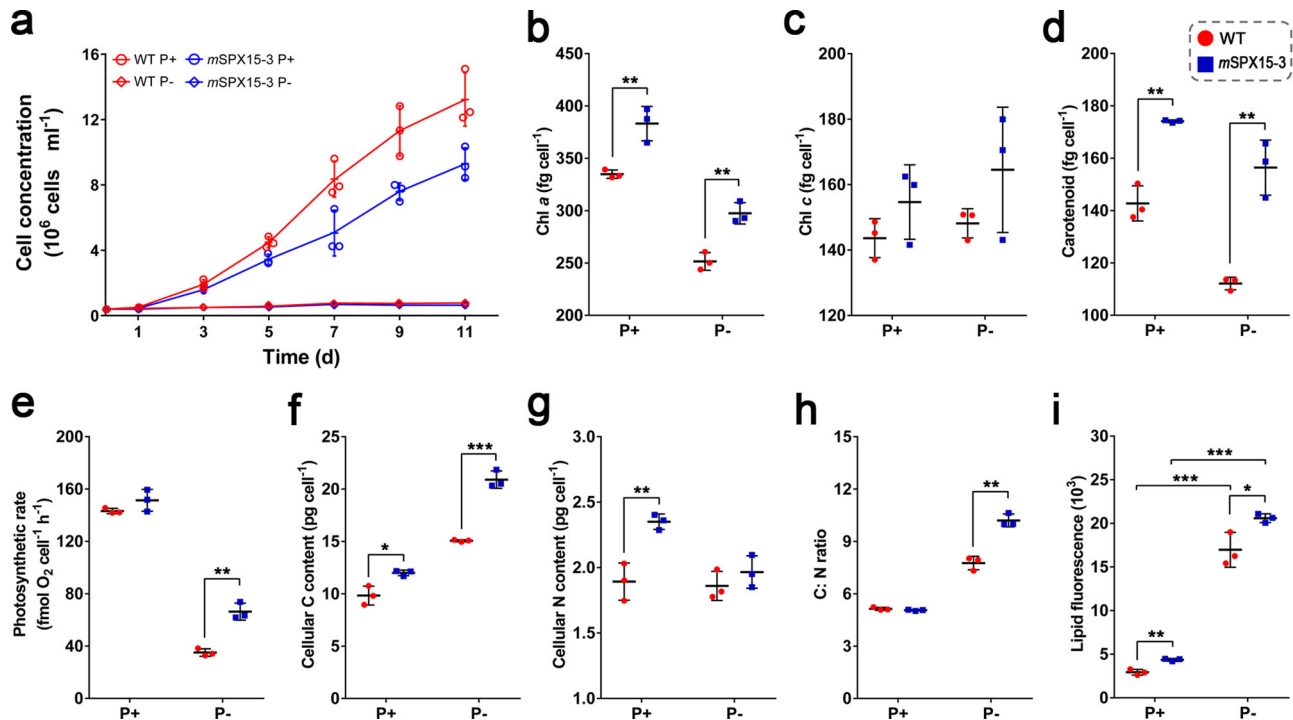 a
Cell concentration
(10⁶ cells ml⁻¹)
16
12
8
4
0
WT P+
mSPX15-3 P+
WT P-
mSPX15-3 P-
1 3 5 7 9 11
Time (d)
b
Chl a (fg cell⁻¹)
450
400
350
300
250
200
**
**
P+ P-
c
Chl c (fg cell⁻¹)
200
180
160
140
120
P+ P-
WT
mSPX15-3
d
Carotenoid (fg cell⁻¹)
200
180
160
140
120
100
**
**
P+ P-
e
Photosynthetic rate
(fmol O₂ cell⁻¹ h⁻¹)
200
160
120
80
40
0
**
P+ P-
f
Cellular C content (pg cell⁻¹)
25
20
15
10
5
0
*
***
P+ P-
g
Cellular N content (pg cell⁻¹)
3.0
2.5
2.0
1.5
1.0
**
P+ P-
h
C: N ratio
15
12
9
6
3
0
**
P+ P-
i
Lipid fluorescence (10³)
30
25
20
15
10
5
0
***
***
*
**
P+ P-